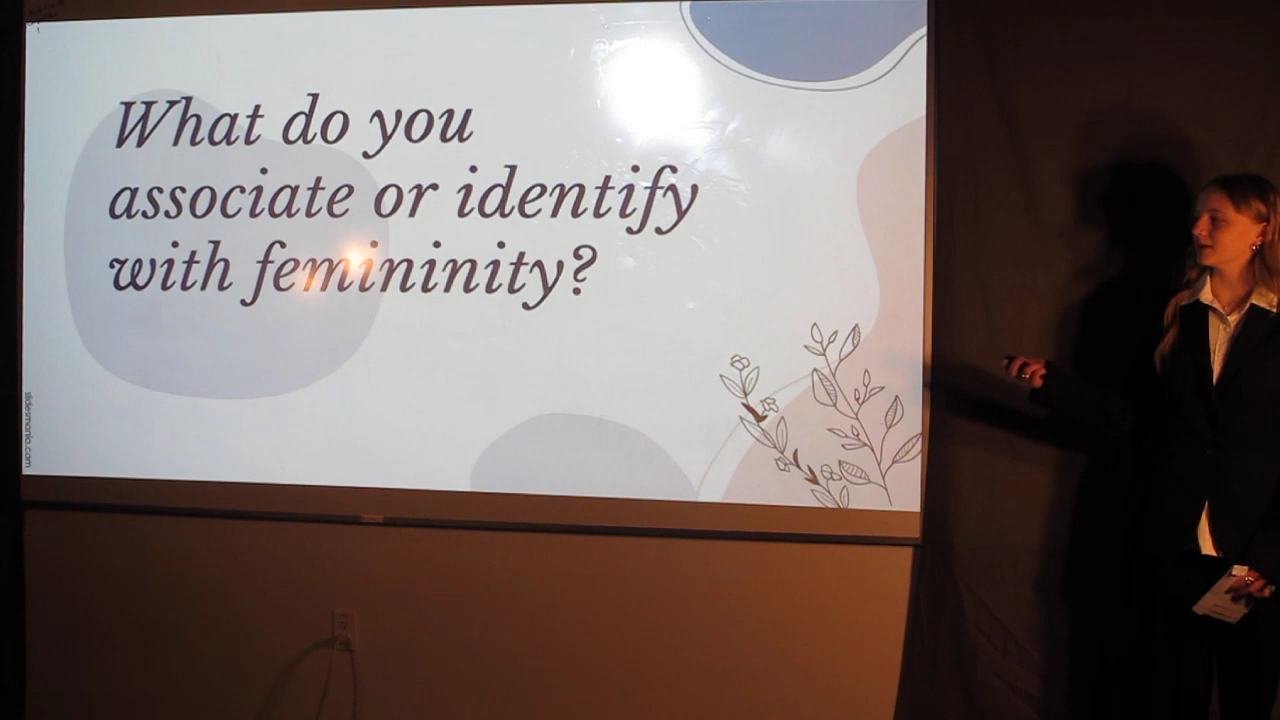 What do you
associate or identify
with femininity?
slidesmania.com